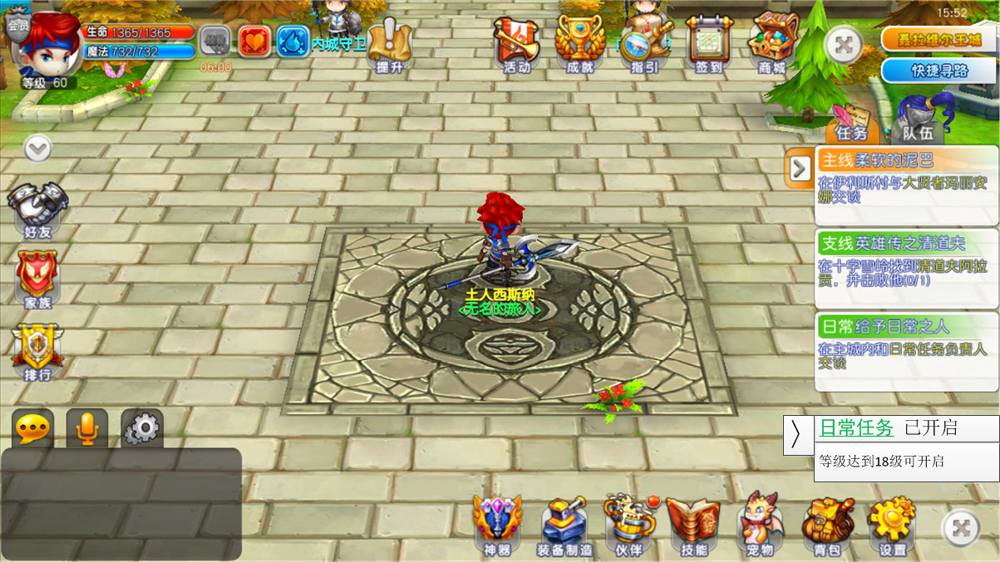 会员
生命 1365/1365
魔法 732/732
等级 60
06:00
内城守卫
提升
活动
成就
指引
签到
商城
15:52
聂拉维尔王城
快捷寻路
任务
队伍
主线 柔软的泥巴
在伊利斯村与大贤者玛丽安
娜交谈
支线 英雄传之清道夫
在十字雪岭找到清道夫阿拉
贡，并击败他(0/1)
日常 给予日常之人
在主城内和日常任务负责人
交谈
日常任务 已开启
等级达到18级可开启
好友
家族
排行
土人西斯纳
<无名的旅人>
神器
装备制造
伙伴
技能
宠物
背包
设置